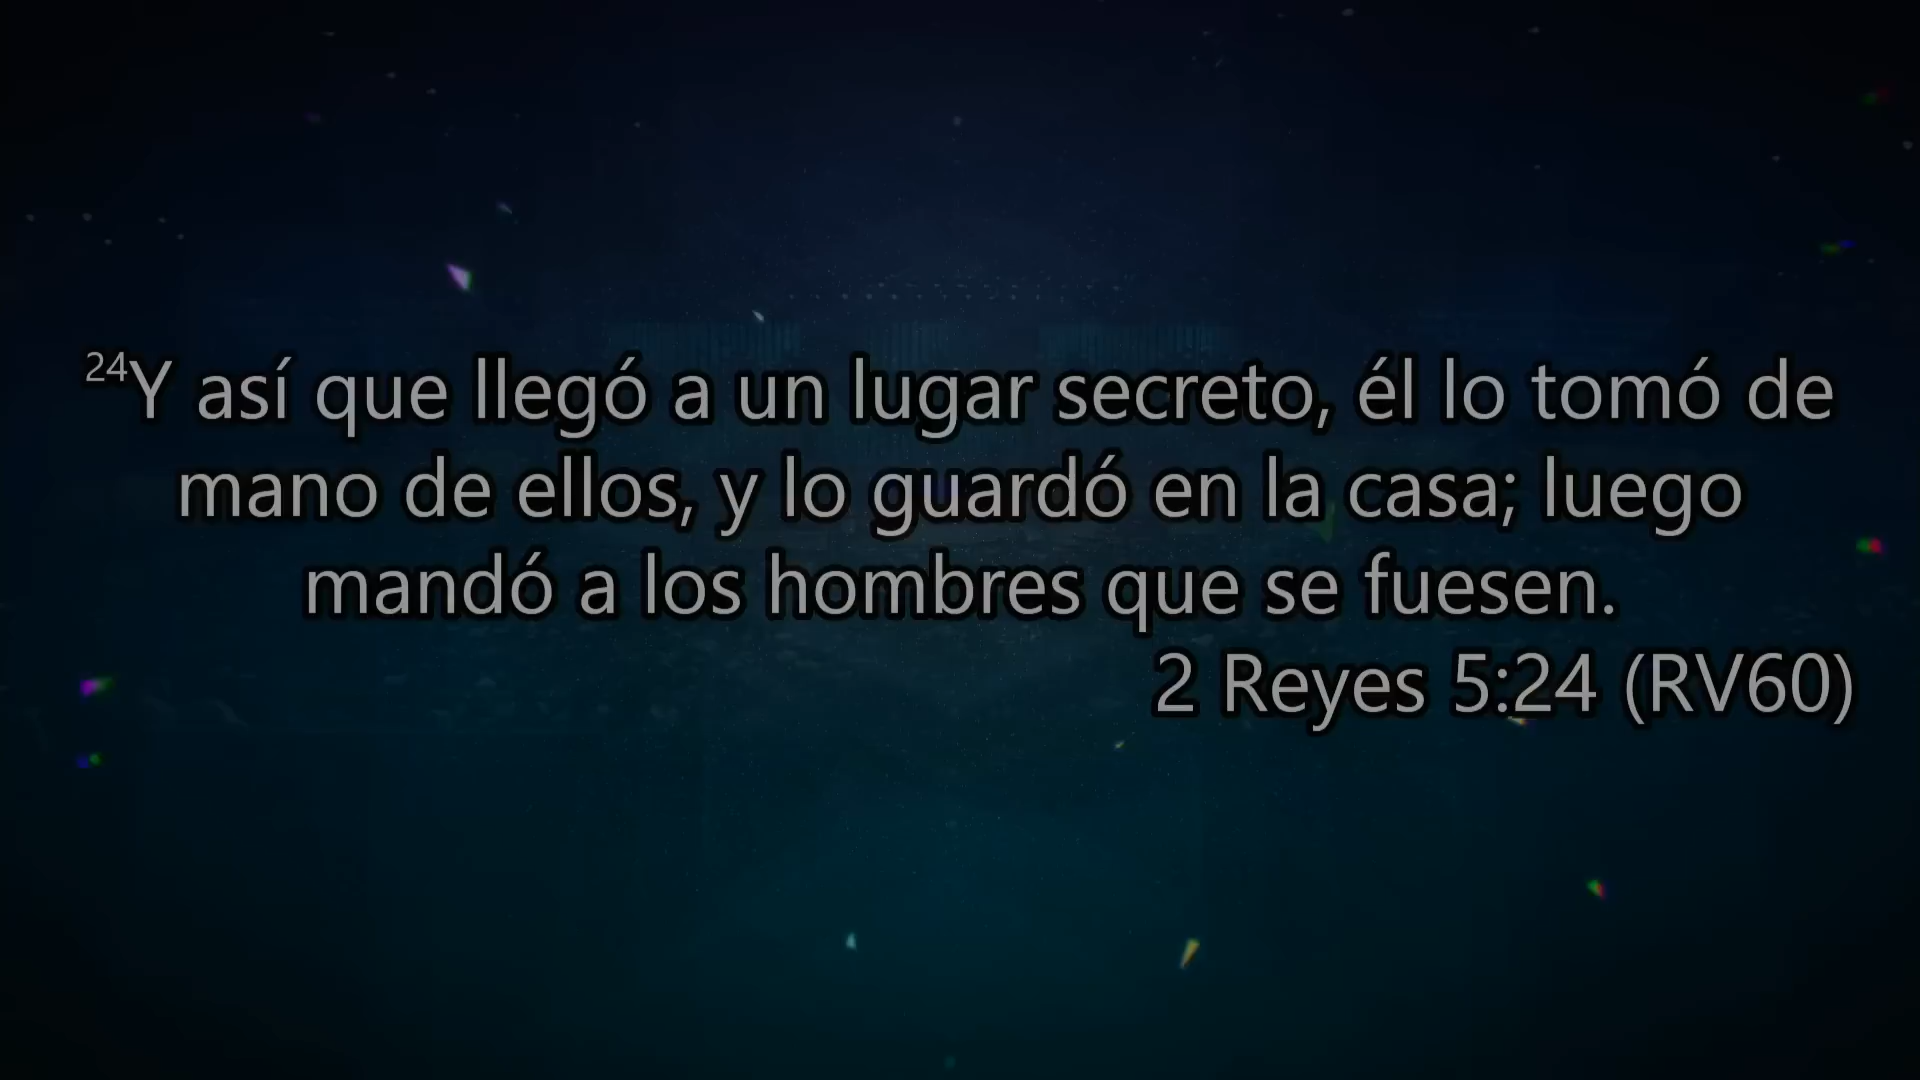 24Y así que llegó a un lugar secreto, él lo tomó de
mano de ellos, y lo guardó en la casa; luego
mandó a los hombres que se fuesen.
2 Reyes 5:24 (RV60)